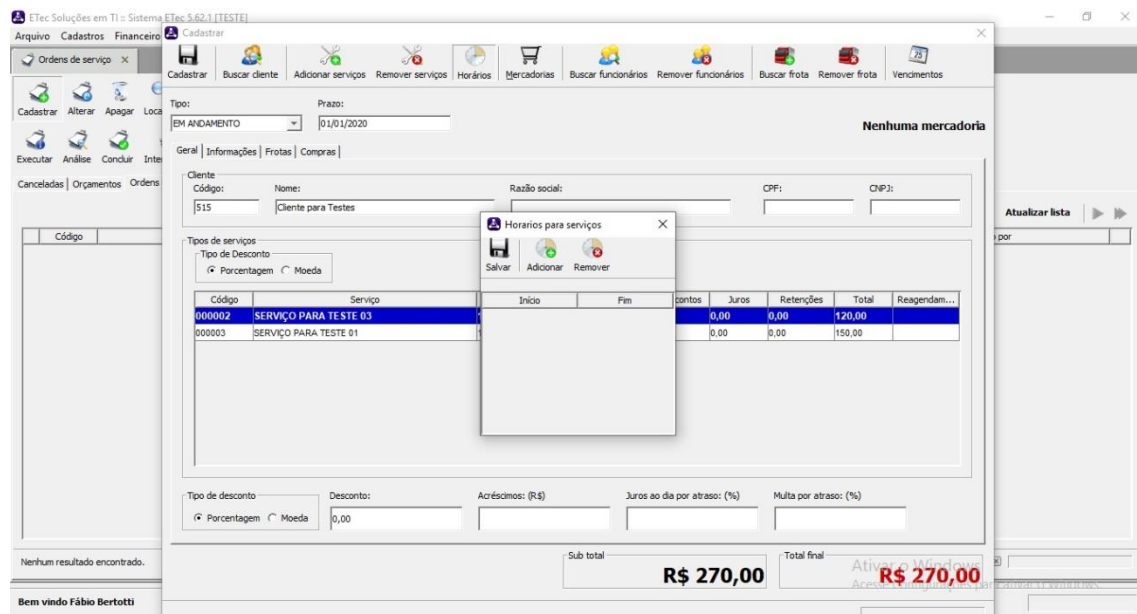 ETec Soluções em TI :: Sistema ETec 5.62.1 [TESTE]
Arquivo Cadastros Financeiro
Ordens de serviço
Cadastrar Alterar Apagar Loca
Executar Análise Concluir Inte
Canceladas Orçamentos Ordens
Código
Nenhum resultado encontrado.
Bem vindo Fábio Bertotti
Cadastrar
Cadastrar Buscar cliente Adicionar serviços Remover serviços Horários Mercadorias Buscar funcionários Remover funcionários Buscar frota Remover frota Vencimentos
Tipo: Prazo:
EM ANDAMENTO 01/01/2020
Nenhuma mercadoria
Geral Informações Frotas Compras
Cliente
Código: Nome: Razão social: CPF: CNPJ:
515 Cliente para Testes
Tipos de serviços
Tipo de Desconto
Porcentagem Moeda
Código Serviço contos Juros Retenções Total Reagendam...
000002 SERVIÇO PARA TESTE 03 0,00 0,00 120,00
000003 SERVIÇO PARA TESTE 01 0,00 0,00 150,00
Horarios para serviços
Salvar Adicionar Remover
Início Fim
Tipo de desconto Desconto: Acréscimos: (R$) Juros ao dia por atraso: (%) Multa por atraso: (%)
Porcentagem Moeda 0,00
Sub total Total final
R$ 270,00 R$ 270,00
Atualizar lista
por
Ativar o Windows